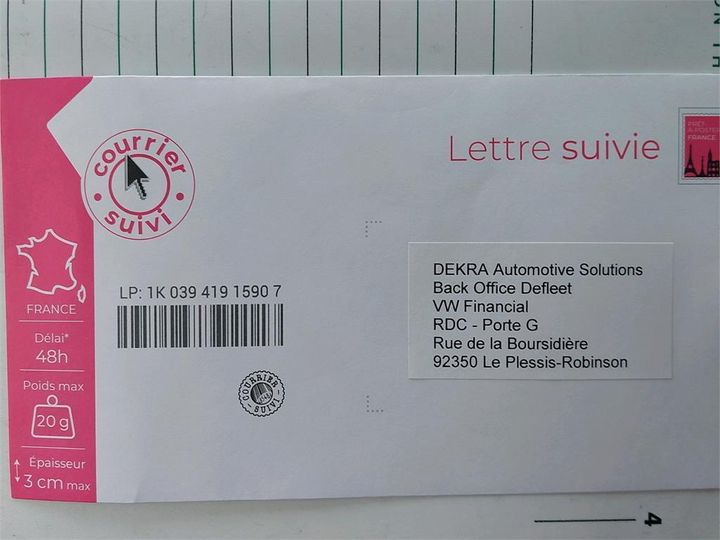 courrier
suivi
Lettre suivie
PRÊT-
À-POSTER
FRANCE
FRANCE
Délai*
48h
Poids max
20 g
Épaisseur
3 cm max
LP: 1K 039 419 1590 7
COURRIER
SUIVI
DEKRA Automotive Solutions
Back Office Defleet
VW Financial
RDC - Porte G
Rue de la Boursidière
92350 Le Plessis-Robinson
4